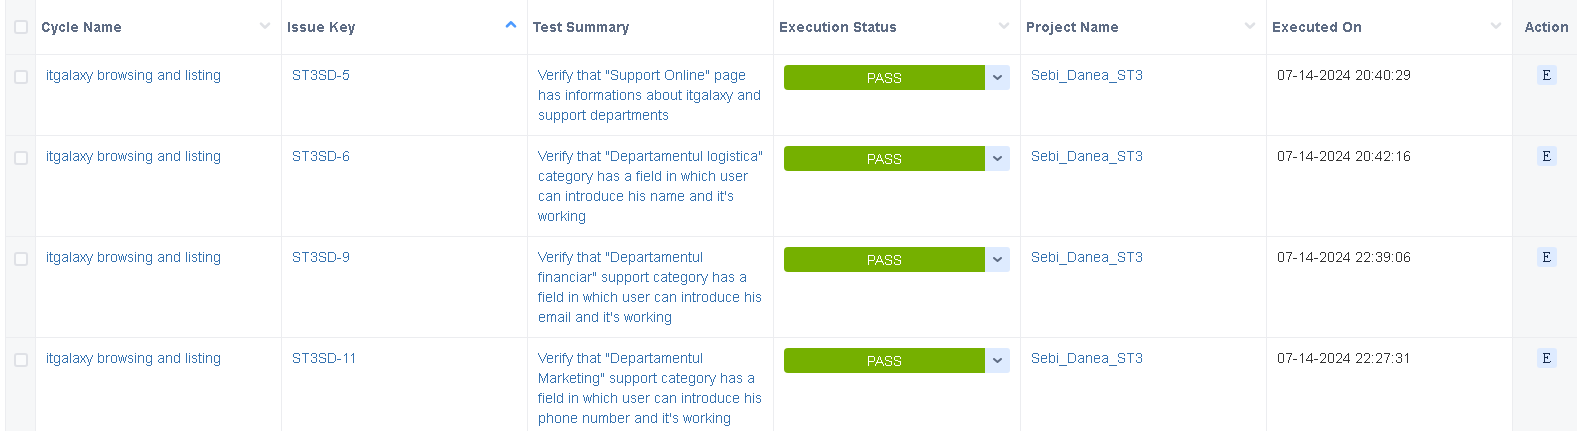 Cycle Name Issue Key Test Summary Execution Status Project Name Executed On Action
itgalaxy browsing and listing ST3SD-5 Verify that "Support Online" page PASS Sebi_Danea_ST3 07-14-2024 20:40:29 E
has informations about itgalaxy and
support departments
itgalaxy browsing and listing ST3SD-6 Verify that "Departamentul logistica" PASS Sebi_Danea_ST3 07-14-2024 20:42:16 E
category has a field in which user
can introduce his name and it's
working
itgalaxy browsing and listing ST3SD-9 Verify that "Departamentul PASS Sebi_Danea_ST3 07-14-2024 22:39:06 E
financiar" support category has a
field in which user can introduce his
email and it's working
itgalaxy browsing and listing ST3SD-11 Verify that "Departamentul PASS Sebi_Danea_ST3 07-14-2024 22:27:31 E
Marketing" support category has a
field in which user can introduce his
phone number and it's working